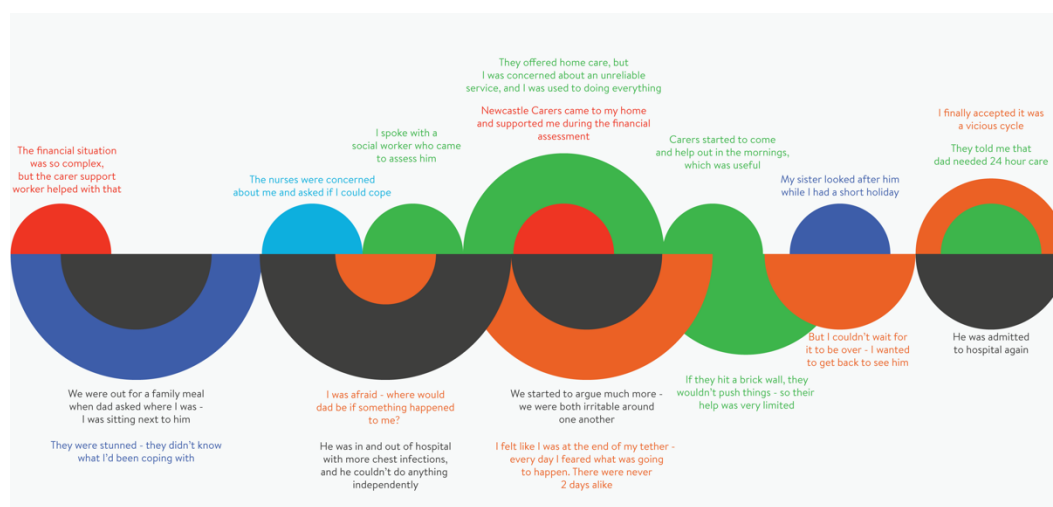 The financial situation
was so complex,
but the carer support
worker helped with that
The nurses were concerned
about me and asked if I could cope
I spoke with a
social worker who came
to assess him
They offered home care, but
I was concerned about an unreliable
service, and I was used to doing everything
Newcastle Carers came to my home
and supported me during the financial
assessment
Carers started to come
and help out in the mornings,
which was useful
My sister looked after him
while I had a short holiday
I finally accepted it was
a vicious cycle
They told me that
dad needed 24 hour care
We were out for a family meal
when dad asked where I was -
I was sitting next to him
They were stunned - they didn't know
what I'd been coping with
I was afraid - where would
dad be if something happened
to me?
He was in and out of hospital
with more chest infections,
and he couldn't do anything
independently
We started to argue much more -
we were both irritable around
one another
I felt like I was at the end of my tether -
every day I feared what was going
to happen. There were never
2 days alike
If they hit a brick wall, they
wouldn't push things - so their
help was very limited
But I couldn't wait for
it to be over - I wanted
to get back to see him
He was admitted
to hospital again